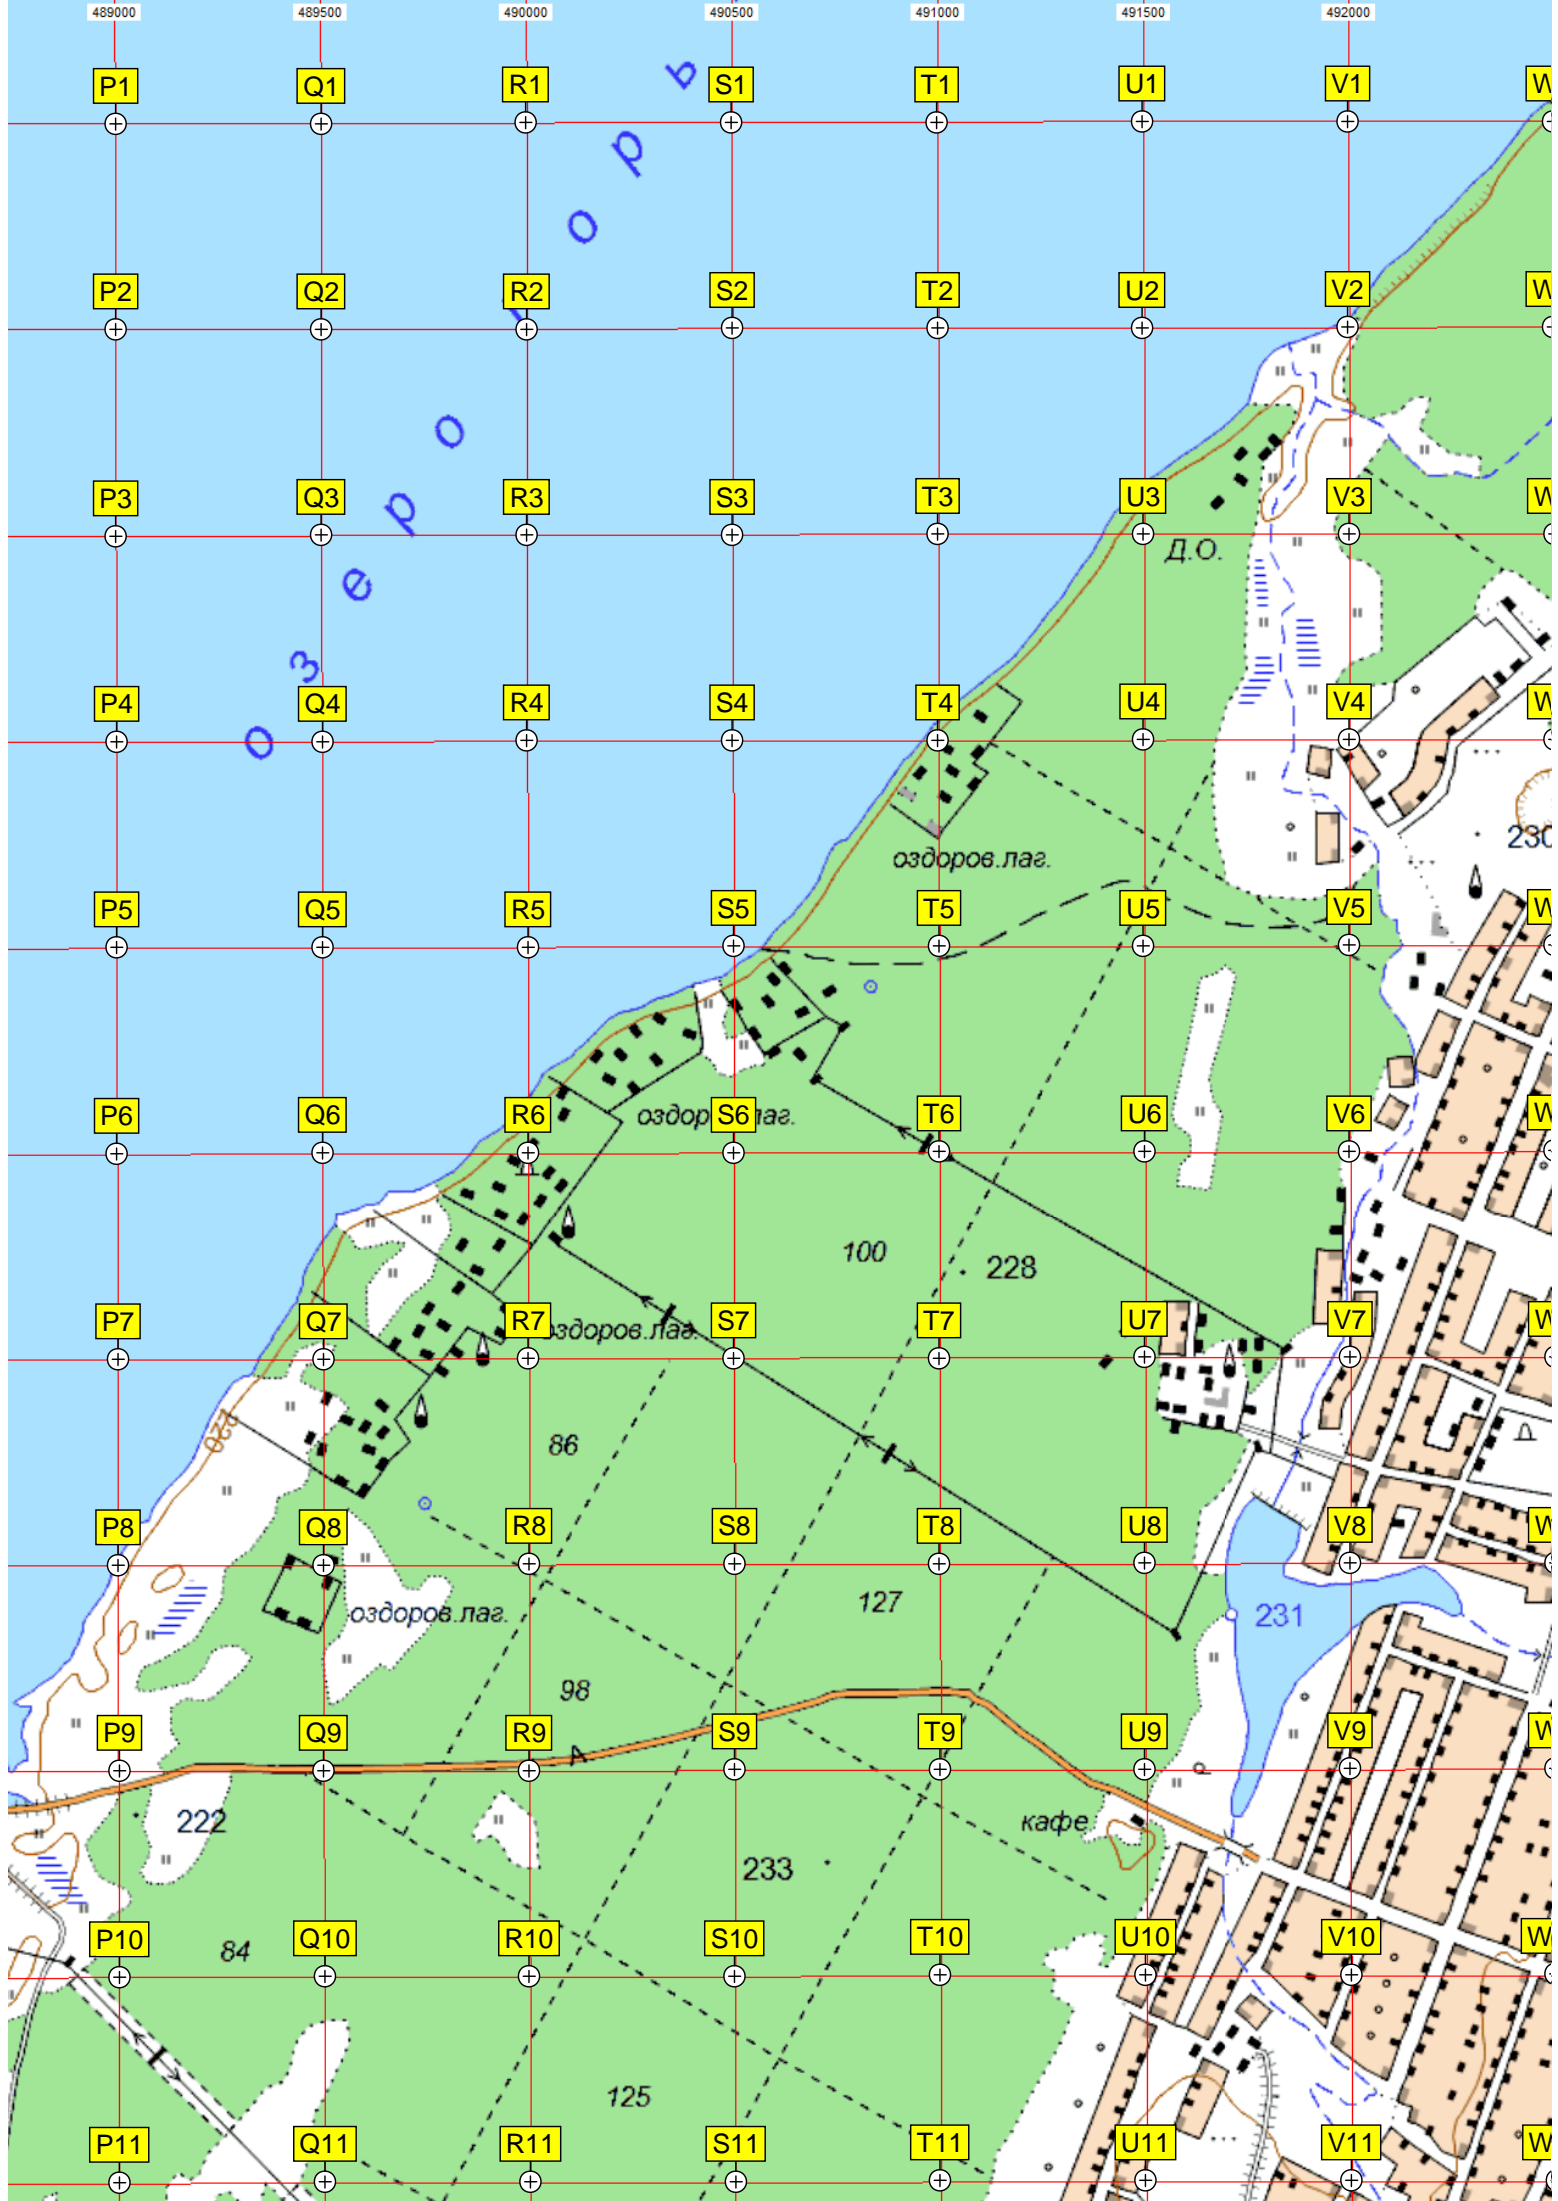 489000 489500 490000 490500 491000 491500 492000
P1 Q1 R1 S1 T1 U1 V1 W
P2 Q2 R2 S2 T2 U2 V2 W
P3 Q3 R3 S3 T3 U3 V3 W
Д.О.
P4 Q4 R4 S4 T4 U4 V4 W
230
оздоров.лаг.
P5 Q5 R5 S5 T5 U5 V5 W
P6 Q6 R6 S6 T6 U6 V6 W
100
228
P7 Q7 R7 S7 T7 U7 V7 W
оздоров.лаг.
220
86
P8 Q8 R8 S8 T8 U8 V8 W
127
231
оздоров.лаг.
98
P9 Q9 R9 S9 T9 U9 V9 W
А
222
кафе
233
P10 Q10 R10 S10 T10 U10 V10 W
84
125
P11 Q11 R11 S11 T11 U11 V11 W
озеро